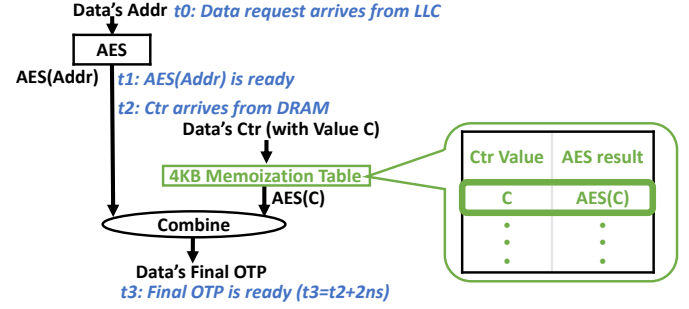 Data's Addr t0: Data request arrives from LLC
AES
AES(Addr) t1: AES(Addr) is ready
t2: Ctr arrives from DRAM
Data's Ctr (with Value C)
4KB Memoization Table
AES(C)
Combine
Data's Final OTP
t3: Final OTP is ready (t3=t2+2ns)
Ctr Value AES result
C AES(C)